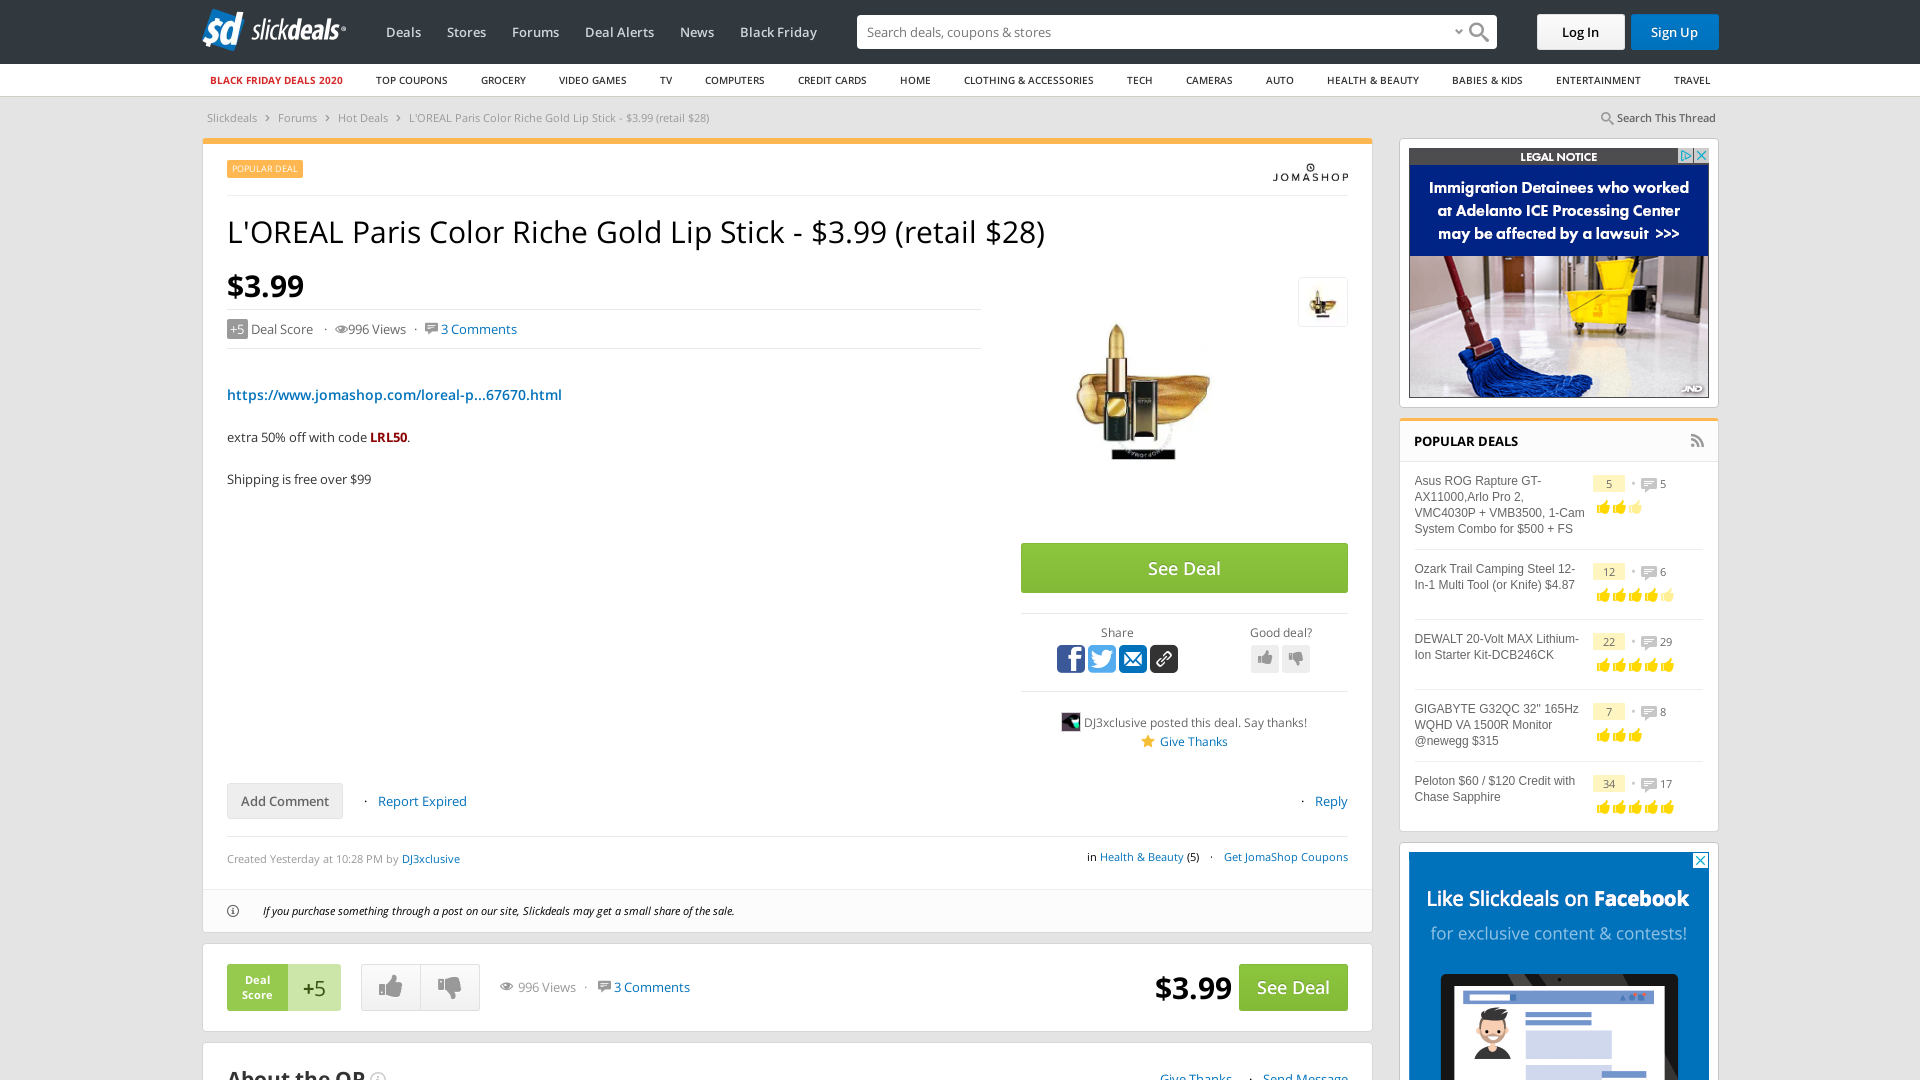 sd slickdeals
Deals Stores Forums Deal Alerts News Black Friday
Search deals, coupons & stores
Log In Sign Up
BLACK FRIDAY DEALS 2020 TOP COUPONS GROCERY VIDEO GAMES TV COMPUTERS CREDIT CARDS HOME CLOTHING & ACCESSORIES TECH CAMERAS AUTO HEALTH & BEAUTY BABIES & KIDS ENTERTAINMENT TRAVEL
Slickdeals › Forums › Hot Deals › L'OREAL Paris Color Riche Gold Lip Stick - $3.99 (retail $28)
Search This Thread
POPULAR DEAL
JOMASHOP
L'OREAL Paris Color Riche Gold Lip Stick - $3.99 (retail $28)
$3.99
+5 Deal Score · 996 Views · 3 Comments
https://www.jomashop.com/loreal-p...67670.html
extra 50% off with code LRL50.
Shipping is free over $99
See Deal
Share
Good deal?
DJ3xclusive posted this deal. Say thanks!
Give Thanks
Add Comment · Report Expired
· Reply
Created Yesterday at 10:28 PM by DJ3xclusive
in Health & Beauty (5) · Get JomaShop Coupons
If you purchase something through a post on our site, Slickdeals may get a small share of the sale.
Deal
Score
+5
996 Views · 3 Comments
$3.99
See Deal
About the OP
Give Thanks · Send Message
LEGAL NOTICE
Immigration Detainees who worked
at Adelanto ICE Processing Center
may be affected by a lawsuit >>>
JND
POPULAR DEALS
Asus ROG Rapture GT-
AX11000,Arlo Pro 2,
VMC4030P + VMB3500, 1-Cam
System Combo for $500 + FS
5 • 5
Ozark Trail Camping Steel 12-
In-1 Multi Tool (or Knife) $4.87
12 • 6
DEWALT 20-Volt MAX Lithium-
Ion Starter Kit-DCB246CK
22 • 29
GIGABYTE G32QC 32" 165Hz
WQHD VA 1500R Monitor
@newegg $315
7 • 8
Peloton $60 / $120 Credit with
Chase Sapphire
34 • 17
Like Slickdeals on Facebook
for exclusive content & contests!